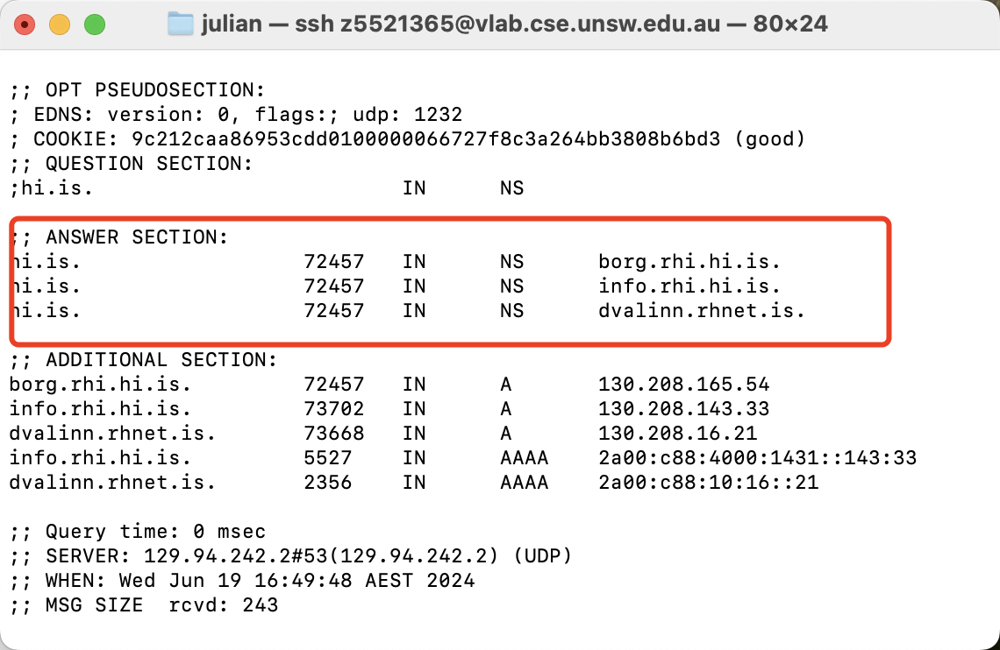 julian — ssh z5521365@vlab.cse.unsw.edu.au — 80×24
;; OPT PSEUDOSECTION:
; EDNS: version: 0, flags:; udp: 1232
; COOKIE: 9c212caa86953cdd0100000066727f8c3a264bb3808b6bd3 (good)
;; QUESTION SECTION:
;hi.is. IN NS
;; ANSWER SECTION:
hi.is. 72457 IN NS borg.rhi.hi.is.
hi.is. 72457 IN NS info.rhi.hi.is.
hi.is. 72457 IN NS dvalinn.rhnet.is.
;; ADDITIONAL SECTION:
borg.rhi.hi.is. 72457 IN A 130.208.165.54
info.rhi.hi.is. 73702 IN A 130.208.143.33
dvalinn.rhnet.is. 73668 IN A 130.208.16.21
info.rhi.hi.is. 5527 IN AAAA 2a00:c88:4000:1431::143:33
dvalinn.rhnet.is. 2356 IN AAAA 2a00:c88:10:16::21
;; Query time: 0 msec
;; SERVER: 129.94.242.2#53(129.94.242.2) (UDP)
;; WHEN: Wed Jun 19 16:49:48 AEST 2024
;; MSG SIZE rcvd: 243